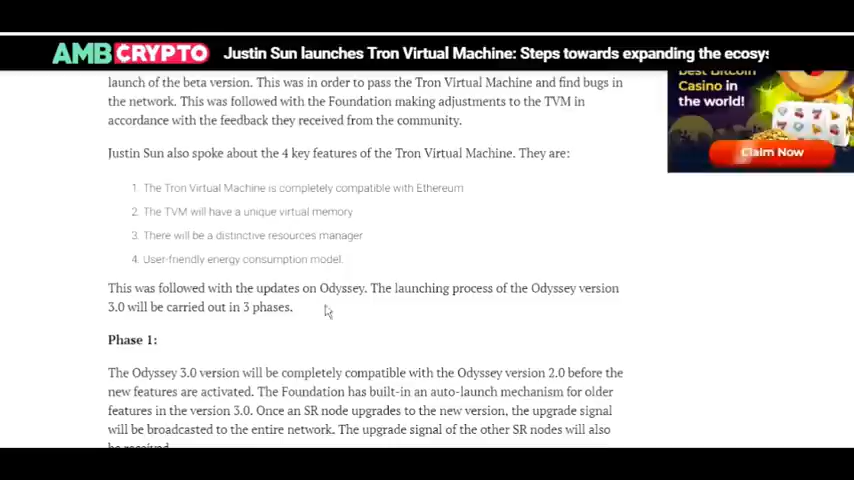 AMBCRYPTO
Justin Sun launches Tron Virtual Machine: Steps towards expanding the ecosys
launch of the beta version. This was in order to pass the Tron Virtual Machine and find bugs in
the network. This was followed with the Foundation making adjustments to the TVM in
accordance with the feedback they received from the community.
Justin Sun also spoke about the 4 key features of the Tron Virtual Machine. They are:
1. The Tron Virtual Machine is completely compatible with Ethereum
2. The TVM will have a unique virtual memory
3. There will be a distinctive resources manager
4. User-friendly energy consumption model.
This was followed with the updates on Odyssey. The launching process of the Odyssey version
3.0 will be carried out in 3 phases.
Phase 1:
The Odyssey 3.0 version will be completely compatible with the Odyssey version 2.0 before the
new features are activated. The Foundation has built-in an auto-launch mechanism for older
features in the version 3.0. Once an SR node upgrades to the new version, the upgrade signal
will be broadcasted to the entire network. The upgrade signal of the other SR nodes will also
be received.
best Bitcoin
Casino in
the world!
Claim Now